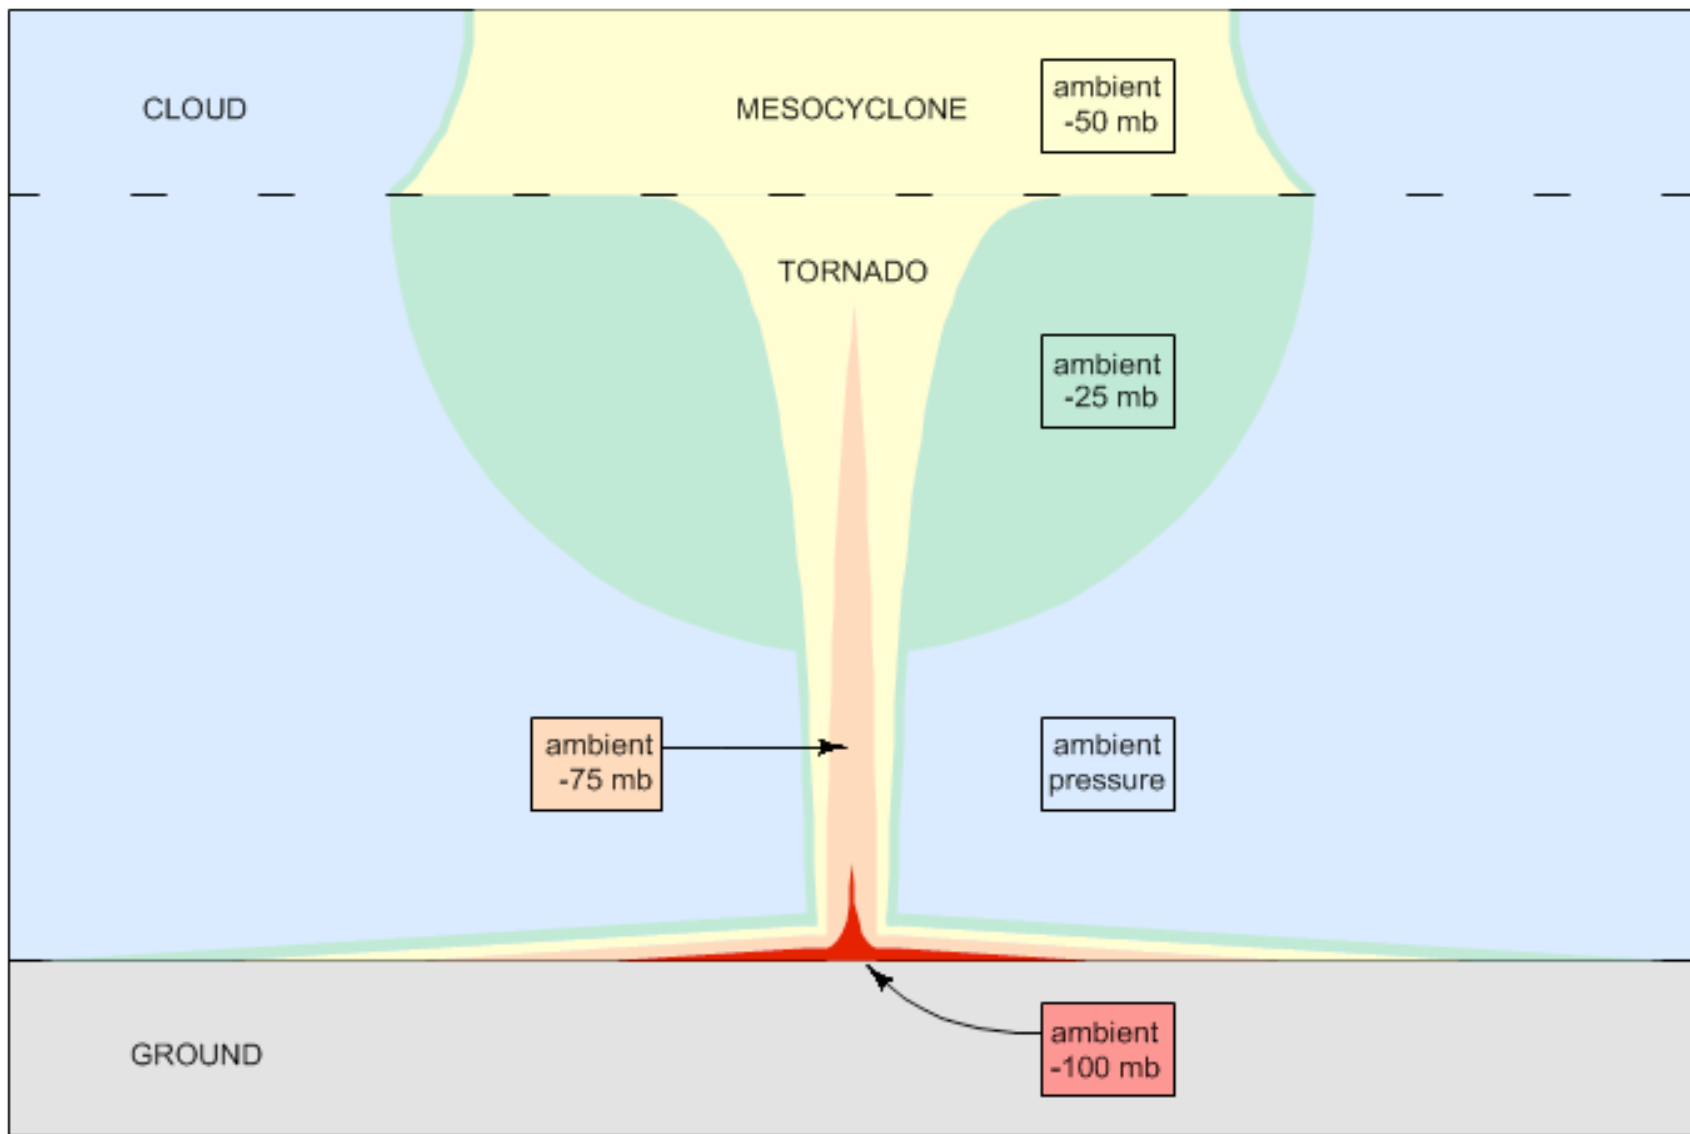 CLOUD
MESOCYCLONE
ambient
-50 mb
TORNADO
ambient
-25 mb
ambient
-75 mb
ambient
pressure
GROUND
ambient
-100 mb